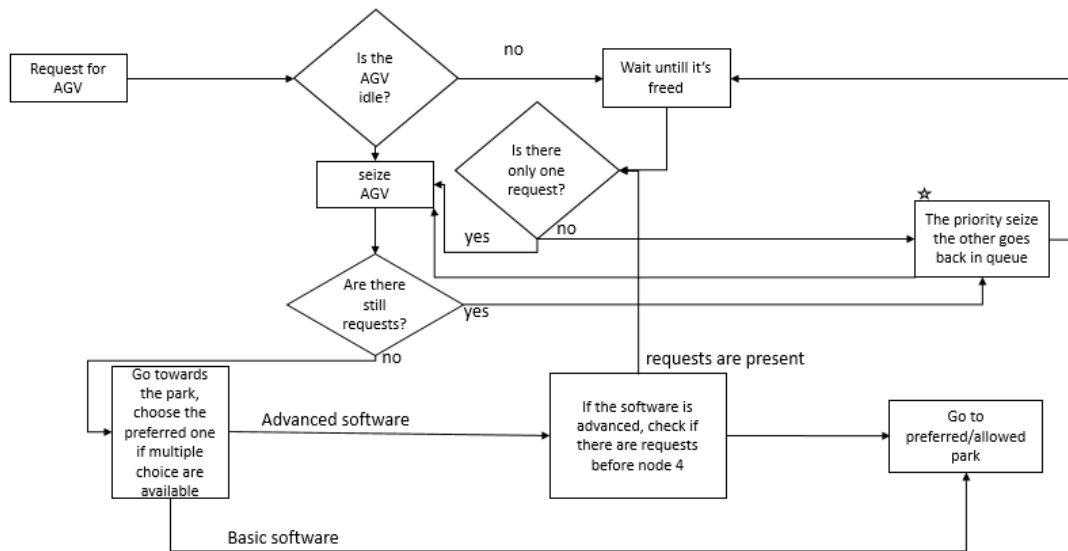 Request for
AGV
Is the
AGV
idle?
no
Wait untill it's
freed
seize
AGV
Is there
only one
request?
yes
no
The priority seize
the other goes
back in queue
Are there
still
requests?
yes
no
requests are present
Go towards
the park,
choose the
preferred one
if multiple
choice are
available
Advanced software
If the software is
advanced, check if
there are requests
before node 4
Go to
preferred/allowed
park
Basic software